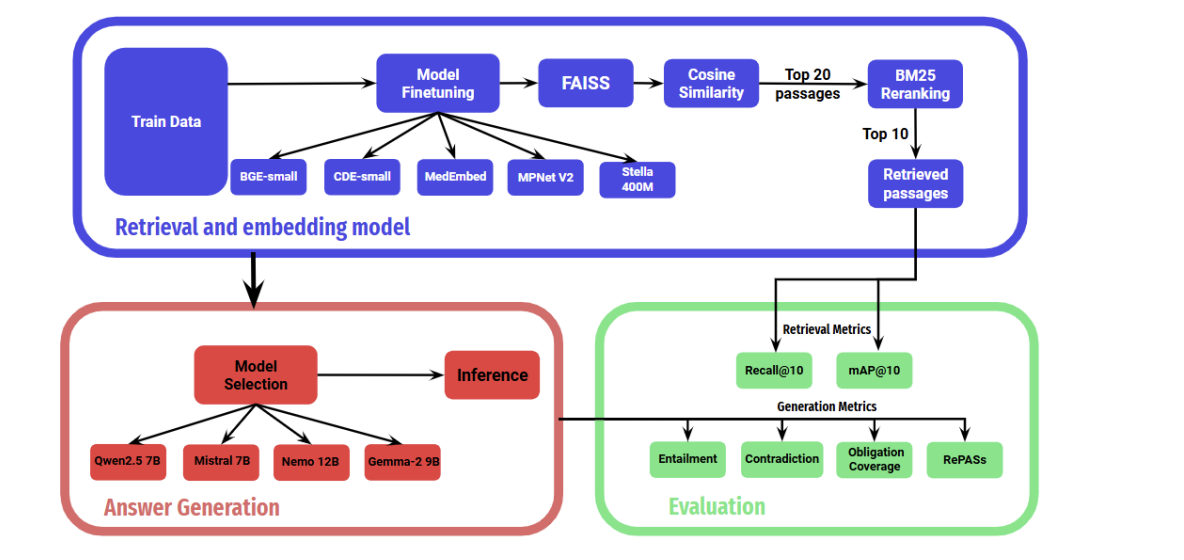 Train Data
Model
Finetuning
FAISS
Cosine
Similarity
Top 20
passages
BM25
Reranking
Top 10
BGE-small
CDE-small
MedEmbed
MPNet V2
Stella
400M
Retrieved
passages
Retrieval and embedding model
Model
Selection
Inference
Qwen2.5 7B
Mistral 7B
Nemo 12B
Gemma-2 9B
Answer Generation
Retrieval Metrics
Recall@10
mAP@10
Generation Metrics
Entailment
Contradiction
Obligation
Coverage
RePASs
Evaluation